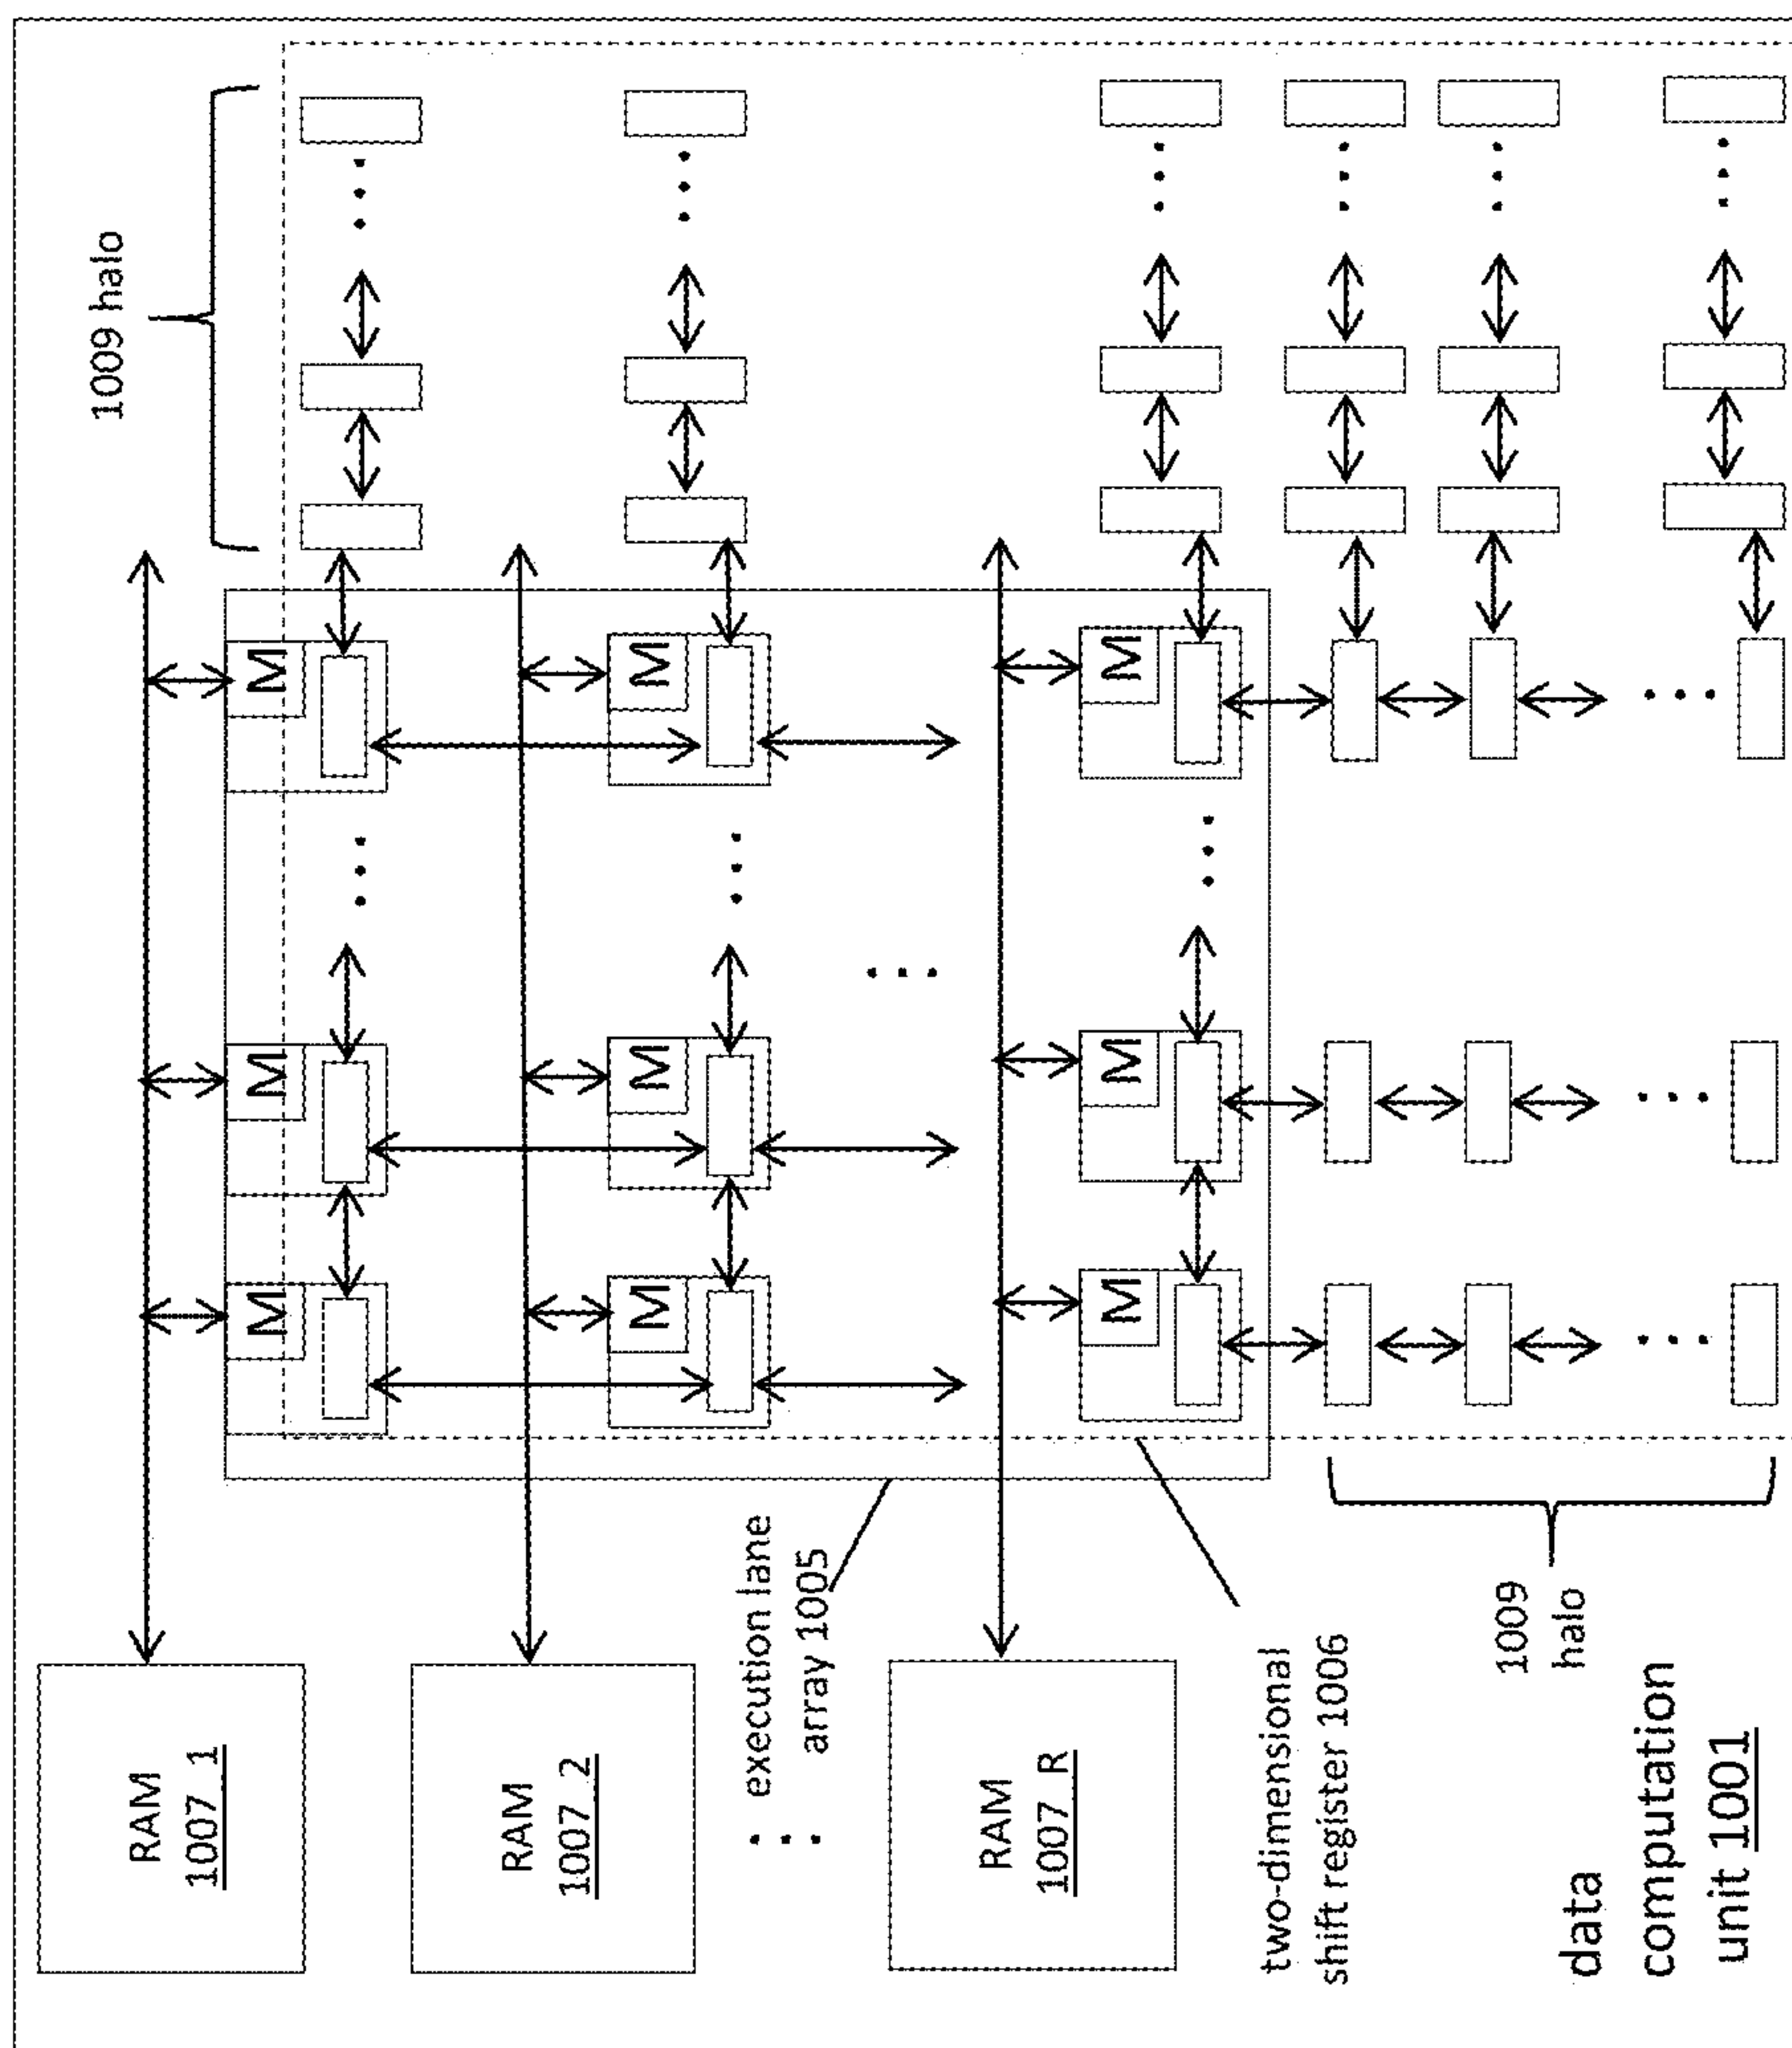 1009 halo
RAM
1007_1
M
M
M
RAM
1007_2
M
M
M
execution lane
array 1005
RAM
1007_R
M
M
M
two-dimensional
shift register 1006
1009
halo
data
computation
unit 1001